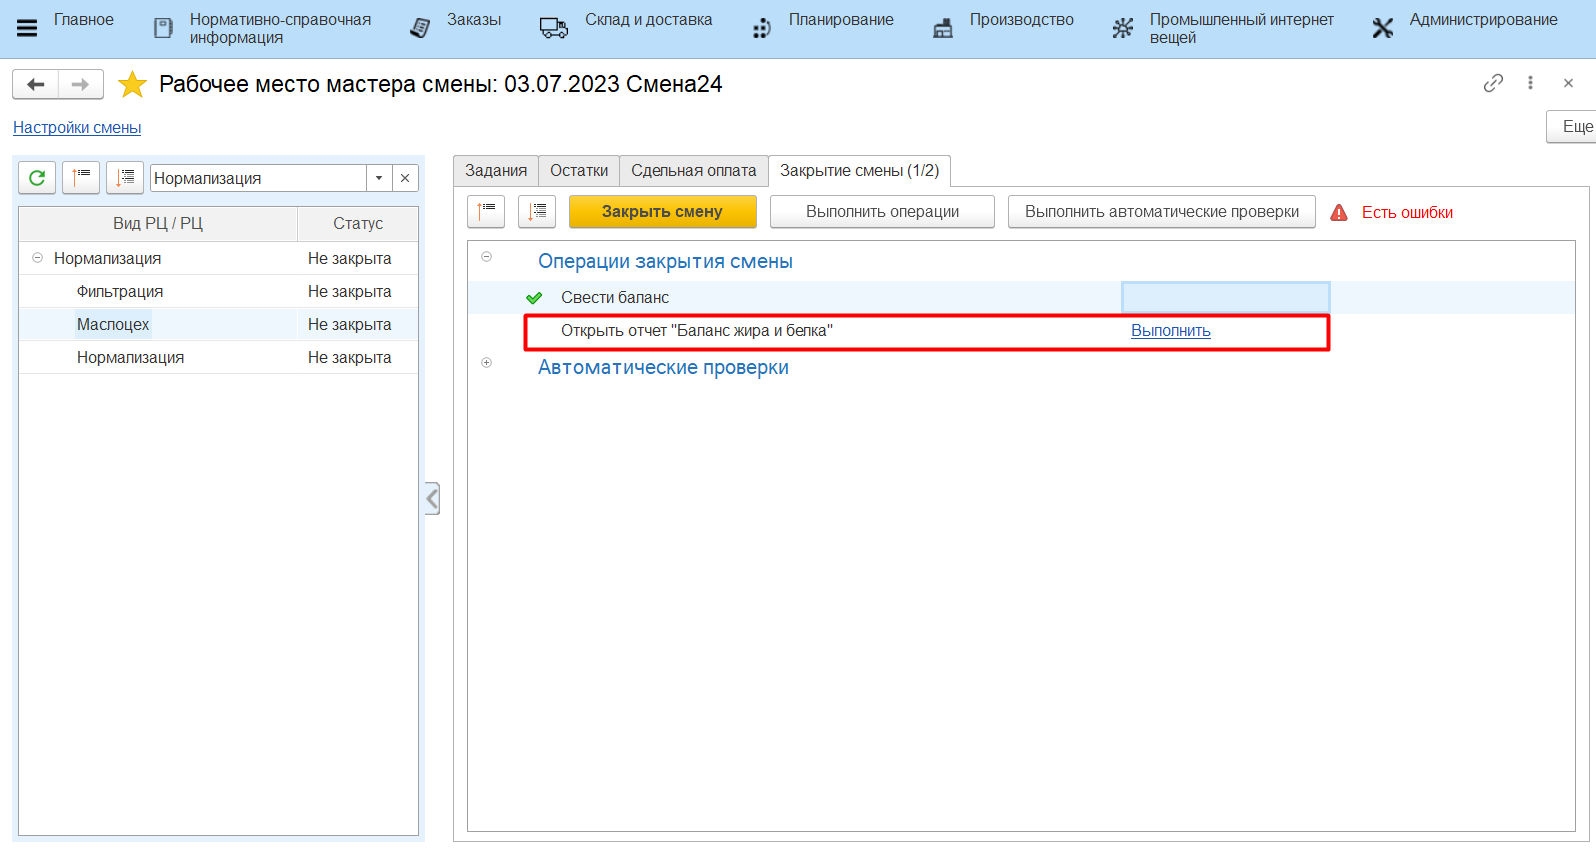 Главное
Нормативно-справочная
информация
Заказы
Склад и доставка
Планирование
Производство
Промышленный интернет
вещей
Администрирование
Рабочее место мастера смены: 03.07.2023 Смена24
Настройки смены
Еще
Нормализация
Вид РЦ / РЦ
Статус
Нормализация
Не закрыта
Фильтрация
Не закрыта
Маслоцех
Не закрыта
Нормализация
Не закрыта
Задания
Остатки
Сдельная оплата
Закрытие смены (1/2)
Закрыть смену
Выполнить операции
Выполнить автоматические проверки
Есть ошибки
Операции закрытия смены
Свести баланс
Открыть отчет "Баланс жира и белка"
Выполнить
Автоматические проверки